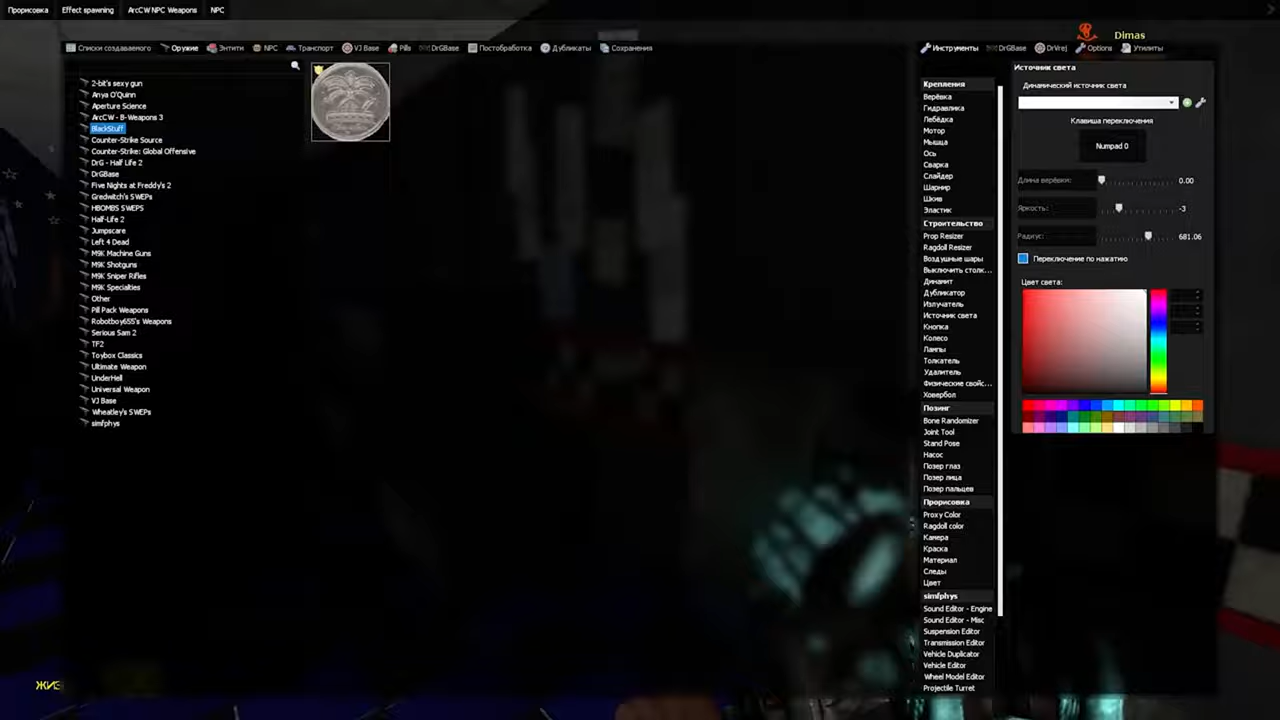 Прорисовка Effect spawning ArcCW NPC Weapons NPC
Dimas
Списки создаваемого Оружие Энтити NPC Транспорт VJ Base Pills DrGBase Постобработка Дубликаты Сохранения
Инструменты DrGBase DrVrej Options Утилиты
2-bit's sexy gun
Anya O'Quinn
Aperture Science
ArcCW - B-Weapons 3
BlackStuff
Counter-Strike Source
Counter-Strike: Global Offensive
DrG - Half Life 2
DrGBase
Five Nights at Freddy's 2
Gredwitch's SWEPs
HBOMBS SWEPS
Half-Life 2
Jumpscare
Left 4 Dead
M9K Machine Guns
M9K Shotguns
M9K Sniper Rifles
M9K Specialties
Other
Pill Pack Weapons
Robotboy655's Weapons
Serious Sam 2
TF2
Toybox Classics
Ultimate Weapon
UnderHell
Universal Weapon
VJ Base
Wheatley's SWEPs
simfphys
Крепления
Верёвка
Гидравлика
Лебёдка
Мотор
Мышца
Ось
Сварка
Слайдер
Шарнир
Шкив
Эластик
Строительство
Prop Resizer
Ragdoll Resizer
Воздушные шары
Выключить столк...
Динамит
Дубликатор
Излучатель
Источник света
Кнопка
Колесо
Лампы
Толкатель
Удалитель
Физические свойс...
Ховербол
Позинг
Bone Randomizer
Joint Tool
Stand Pose
Насос
Позер глаз
Позер лица
Позер пальцев
Прорисовка
Proxy Color
Ragdoll color
Камера
Краска
Материал
Следы
Цвет
simfphys
Sound Editor - Engine
Sound Editor - Misc
Suspension Editor
Transmission Editor
Vehicle Duplicator
Vehicle Editor
Wheel Model Editor
Projectile Turret
Источник света
Динамический источник света
Клавиша переключения
Numpad 0
Длина верёвки: 0.00
Яркость: -3
Радиус: 681.06
Переключение по нажатию
Цвет света: